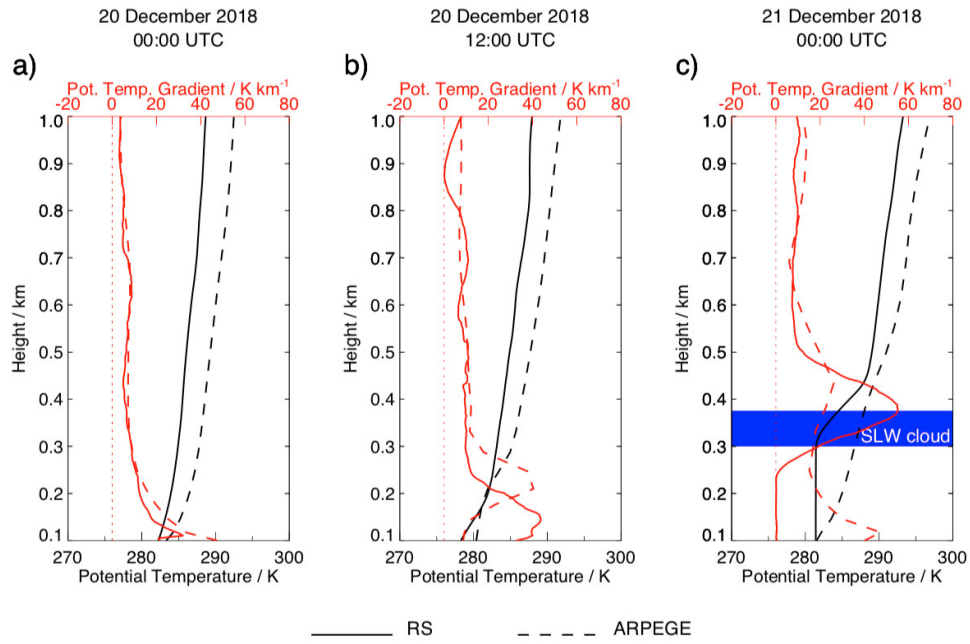 20 December 2018
00:00 UTC
20 December 2018
12:00 UTC
21 December 2018
00:00 UTC
a)
Pot. Temp. Gradient / K km⁻¹
-20 0 20 40 60 80
1.0
0.9
0.8
0.7
0.6
0.5
0.4
0.3
0.2
0.1
Height / km
270 280 290 300
Potential Temperature / K
b)
Pot. Temp. Gradient / K km⁻¹
-20 0 20 40 60 80
1.0
0.9
0.8
0.7
0.6
0.5
0.4
0.3
0.2
0.1
Height / km
270 280 290 300
Potential Temperature / K
c)
Pot. Temp. Gradient / K km⁻¹
-20 0 20 40 60 80
1.0
0.9
0.8
0.7
0.6
0.5
0.4
0.3
0.2
0.1
Height / km
SLW cloud
270 280 290 300
Potential Temperature / K
RS
ARPEGE